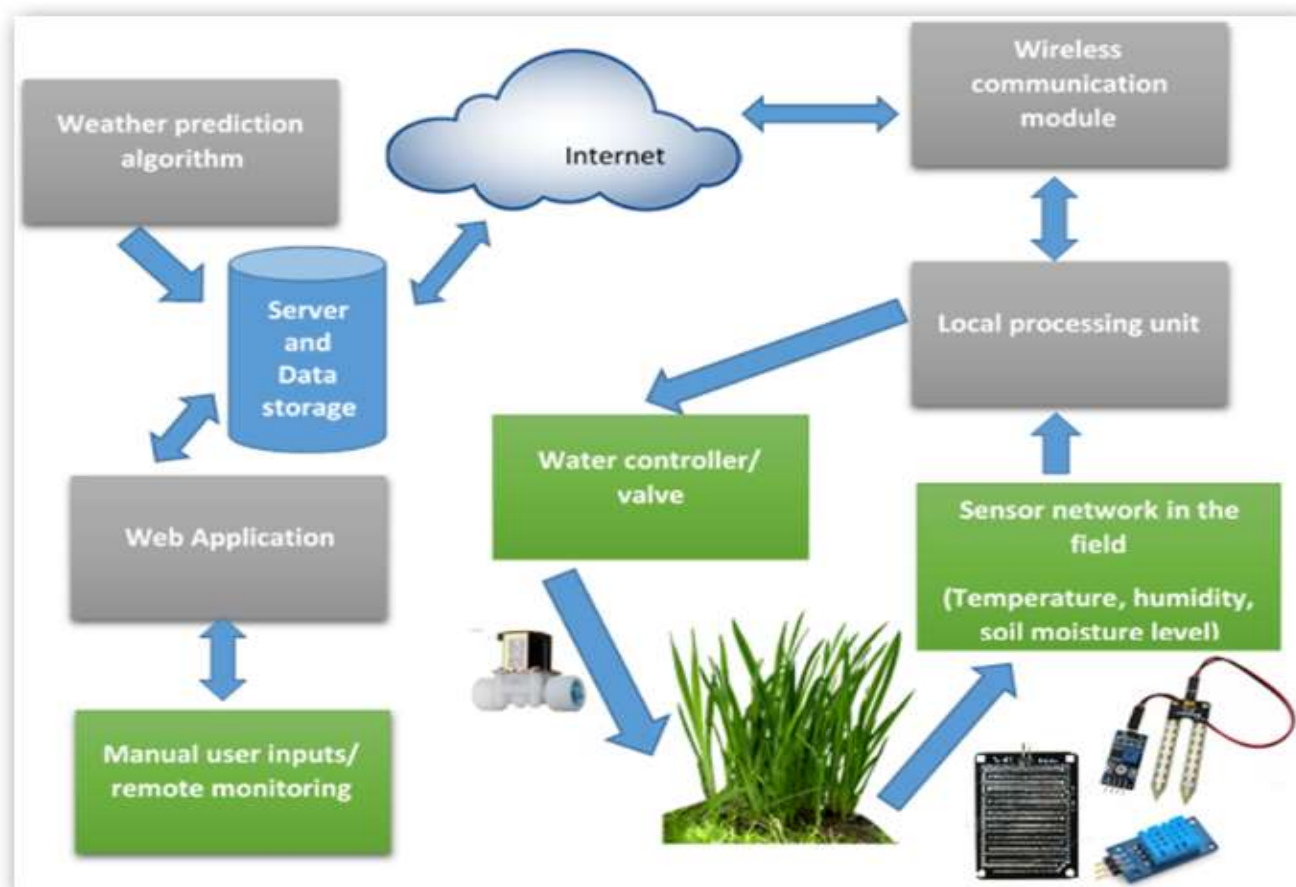 Weather prediction
algorithm
Internet
Wireless
communication
module
Server
and
Data
storage
Local processing unit
Water controller/
valve
Web Application
Sensor network in the
field
(Temperature, humidity,
soil moisture level)
Manual user inputs/
remote monitoring